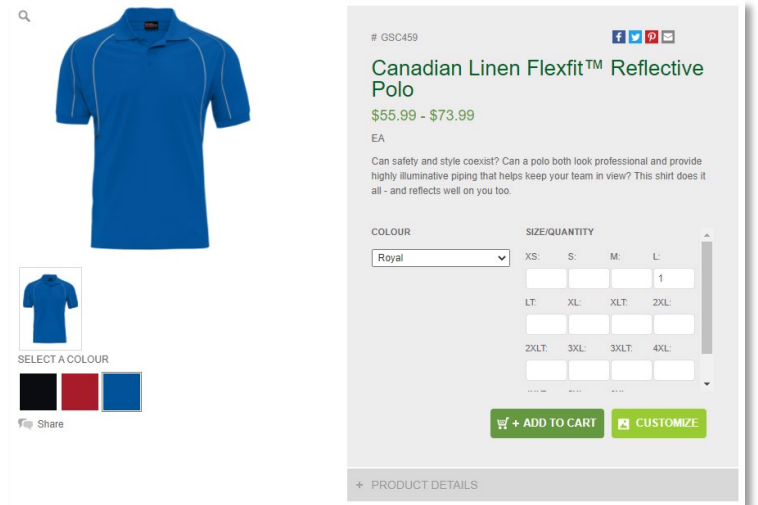 # GSC459
Canadian Linen Flexfit™ Reflective
Polo
$55.99 - $73.99
EA
Can safety and style coexist? Can a polo both look professional and provide
highly illuminative piping that helps keep your team in view? This shirt does it
all - and reflects well on you too.
COLOUR SIZE/QUANTITY
Royal XS: S: M: L:
1
LT: XL: XLT: 2XL:
2XLT: 3XL: 3XLT: 4XL:
SELECT A COLOUR
Share
+ ADD TO CART CUSTOMIZE
+ PRODUCT DETAILS